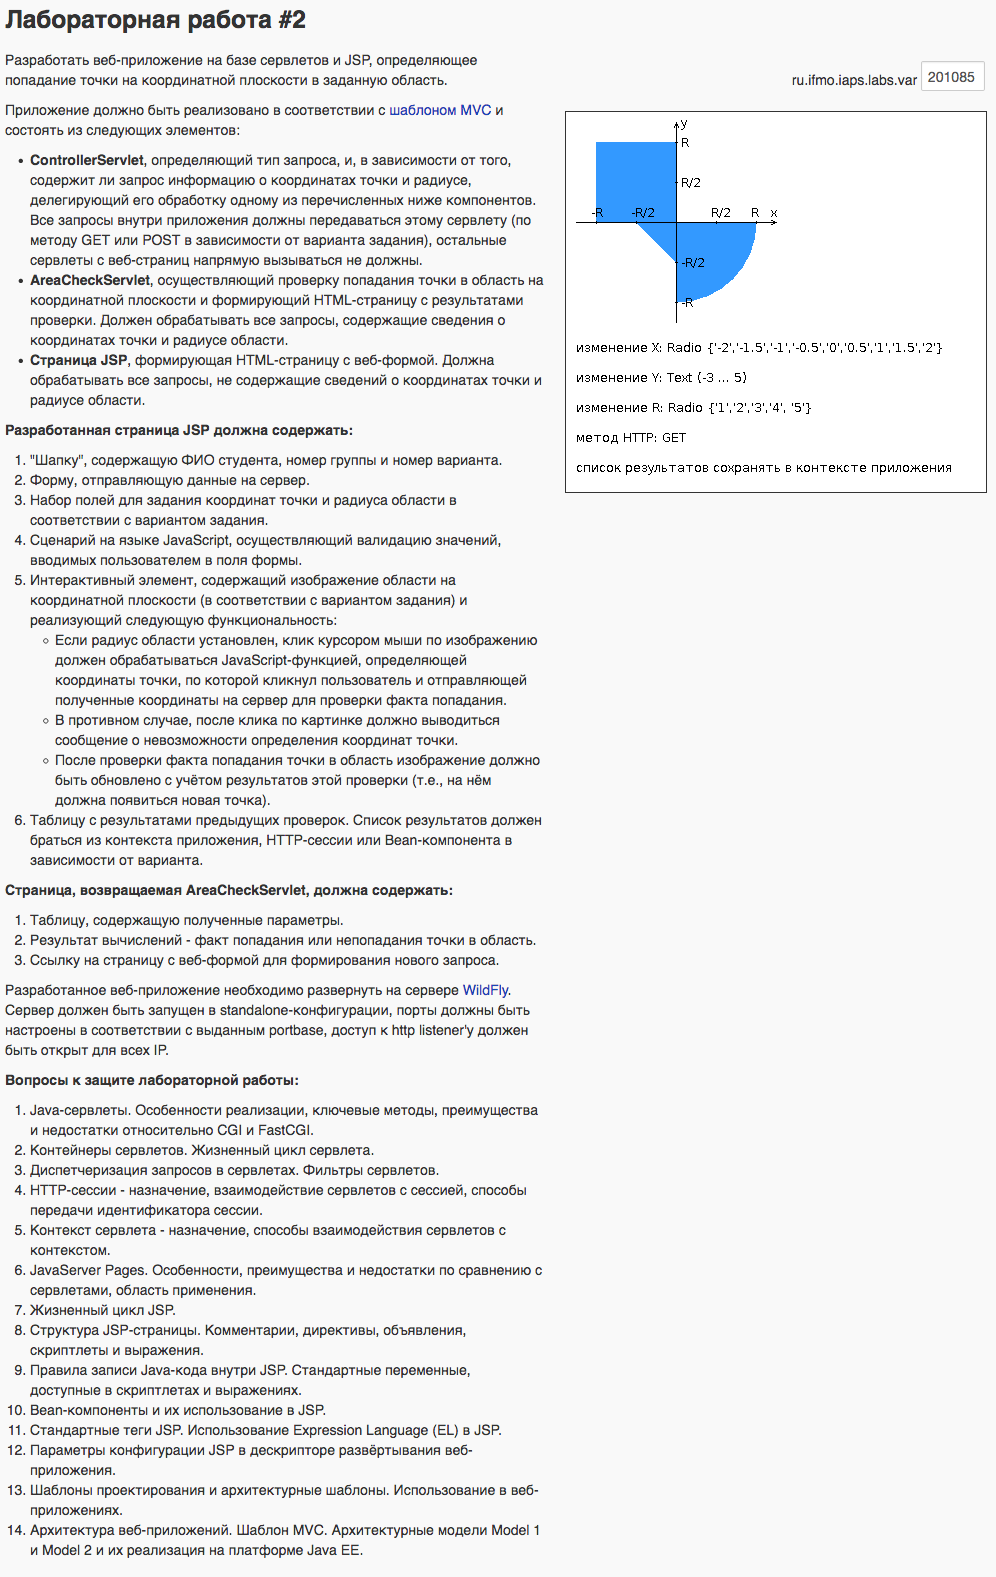 Лабораторная работа #2
Разработать веб-приложение на базе сервлетов и JSP, определяющее
попадание точки на координатной плоскости в заданную область.
Приложение должно быть реализовано в соответствии с шаблоном MVC и
состоять из следующих элементов:
• ControllerServlet, определяющий тип запроса, и, в зависимости от того,
содержит ли запрос информацию о координатах точки и радиусе,
делегирующий его обработку одному из перечисленных ниже компонентов.
Все запросы внутри приложения должны передаваться этому сервлету (по
методу GET или POST в зависимости от варианта задания), остальные
сервлеты с веб-страниц напрямую вызываться не должны.
• AreaCheckServlet, осуществляющий проверку попадания точки в область на
координатной плоскости и формирующий HTML-страницу с результатами
проверки. Должен обрабатывать все запросы, содержащие сведения о
координатах точки и радиусе области.
• Страница JSP, формирующая HTML-страницу с веб-формой. Должна
обрабатывать все запросы, не содержащие сведений о координатах точки и
радиусе области.
Разработанная страница JSP должна содержать:
1. "Шапку", содержащую ФИО студента, номер группы и номер варианта.
2. Форму, отправляющую данные на сервер.
3. Набор полей для задания координат точки и радиуса области в
соответствии с вариантом задания.
4. Сценарий на языке JavaScript, осуществляющий валидацию значений,
вводимых пользователем в поля формы.
5. Интерактивный элемент, содержащий изображение области на
координатной плоскости (в соответствии с вариантом задания) и
реализующий следующую функциональность:
◦ Если радиус области установлен, клик курсором мыши по изображению
должен обрабатываться JavaScript-функцией, определяющей
координаты точки, по которой кликнул пользователь и отправляющей
полученные координаты на сервер для проверки факта попадания.
◦ В противном случае, после клика по картинке должно выводиться
сообщение о невозможности определения координат точки.
◦ После проверки факта попадания точки в область изображение должно
быть обновлено с учётом результатов этой проверки (т.е., на нём
должна появиться новая точка).
6. Таблицу с результатами предыдущих проверок. Список результатов должен
браться из контекста приложения, HTTP-сессии или Bean-компонента в
зависимости от варианта.
Страница, возвращаемая AreaCheckServlet, должна содержать:
1. Таблицу, содержащую полученные параметры.
2. Результат вычислений - факт попадания или непопадания точки в область.
3. Ссылку на страницу с веб-формой для формирования нового запроса.
Разработанное веб-приложение необходимо развернуть на сервере WildFly.
Сервер должен быть запущен в standalone-конфигурации, порты должны быть
настроены в соответствии с выданным portbase, доступ к http listener'у должен
быть открыт для всех IP.
Вопросы к защите лабораторной работы:
1. Java-сервлеты. Особенности реализации, ключевые методы, преимущества
и недостатки относительно CGI и FastCGI.
2. Контейнеры сервлетов. Жизненный цикл сервлета.
3. Диспетчеризация запросов в сервлетах. Фильтры сервлетов.
4. HTTP-сессии - назначение, взаимодействие сервлетов с сессией, способы
передачи идентификатора сессии.
5. Контекст сервлета - назначение, способы взаимодействия сервлетов с
контекстом.
6. JavaServer Pages. Особенности, преимущества и недостатки по сравнению с
сервлетами, область применения.
7. Жизненный цикл JSP.
8. Структура JSP-страницы. Комментарии, директивы, объявления,
скриптлеты и выражения.
9. Правила записи Java-кода внутри JSP. Стандартные переменные,
доступные в скриптлетах и выражениях.
10. Bean-компоненты и их использование в JSP.
11. Стандартные теги JSP. Использование Expression Language (EL) в JSP.
12. Параметры конфигурации JSP в дескрипторе развёртывания веб-
приложения.
13. Шаблоны проектирования и архитектурные шаблоны. Использование в веб-
приложениях.
14. Архитектура веб-приложений. Шаблон MVC. Архитектурные модели Model 1
и Model 2 и их реализация на платформе Java EE.
ru.ifmo.iaps.labs.var 201085
y
R
R/2
-R -R/2 R/2 R x
-R/2
-R
изменение X: Radio {'-2','-1.5','-1','-0.5','0','0.5','1','1.5','2'}
изменение Y: Text (-3 ... 5)
изменение R: Radio {'1','2','3','4', '5'}
метод HTTP: GET
список результатов сохранять в контексте приложения